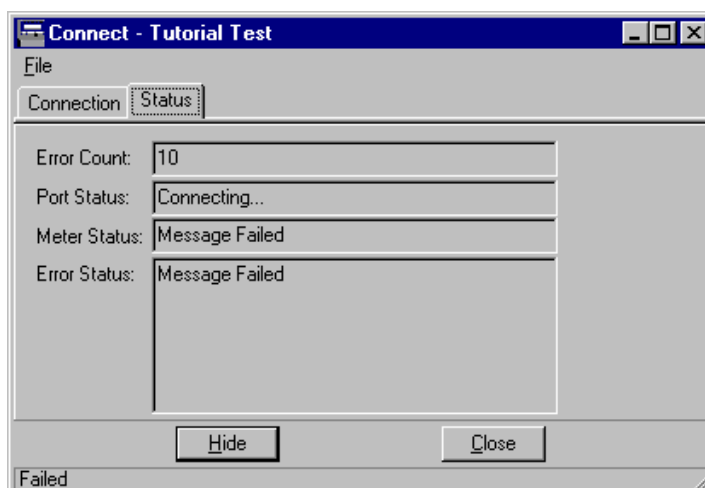 Connect - Tutorial Test
File
Connection Status
Error Count: 10
Port Status: Connecting...
Meter Status: Message Failed
Error Status: Message Failed
Hide Close
Failed